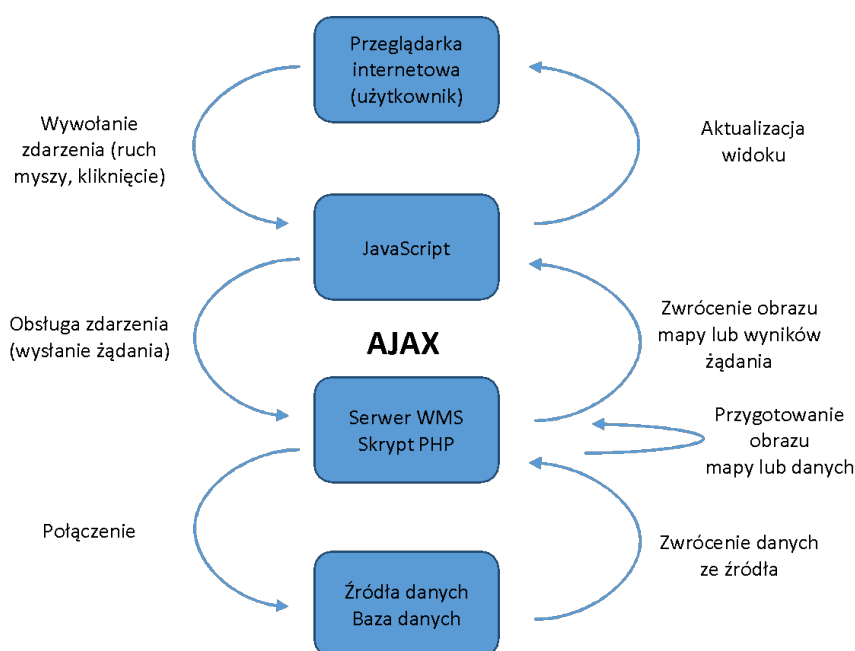 Przeglądarka
internetowa
(użytkownik)
Wywołanie
zdarzenia (ruch
myszy, kliknięcie)
Aktualizacja
widoku
JavaScript
Obsługa zdarzenia
(wysłanie żądania)
AJAX
Zwrócenie obrazu
mapy lub wyników
żądania
Serwer WMS
Skrypt PHP
Przygotowanie
obrazu
mapy lub danych
Połączenie
Zwrócenie danych
ze źródła
Źródła danych
Baza danych